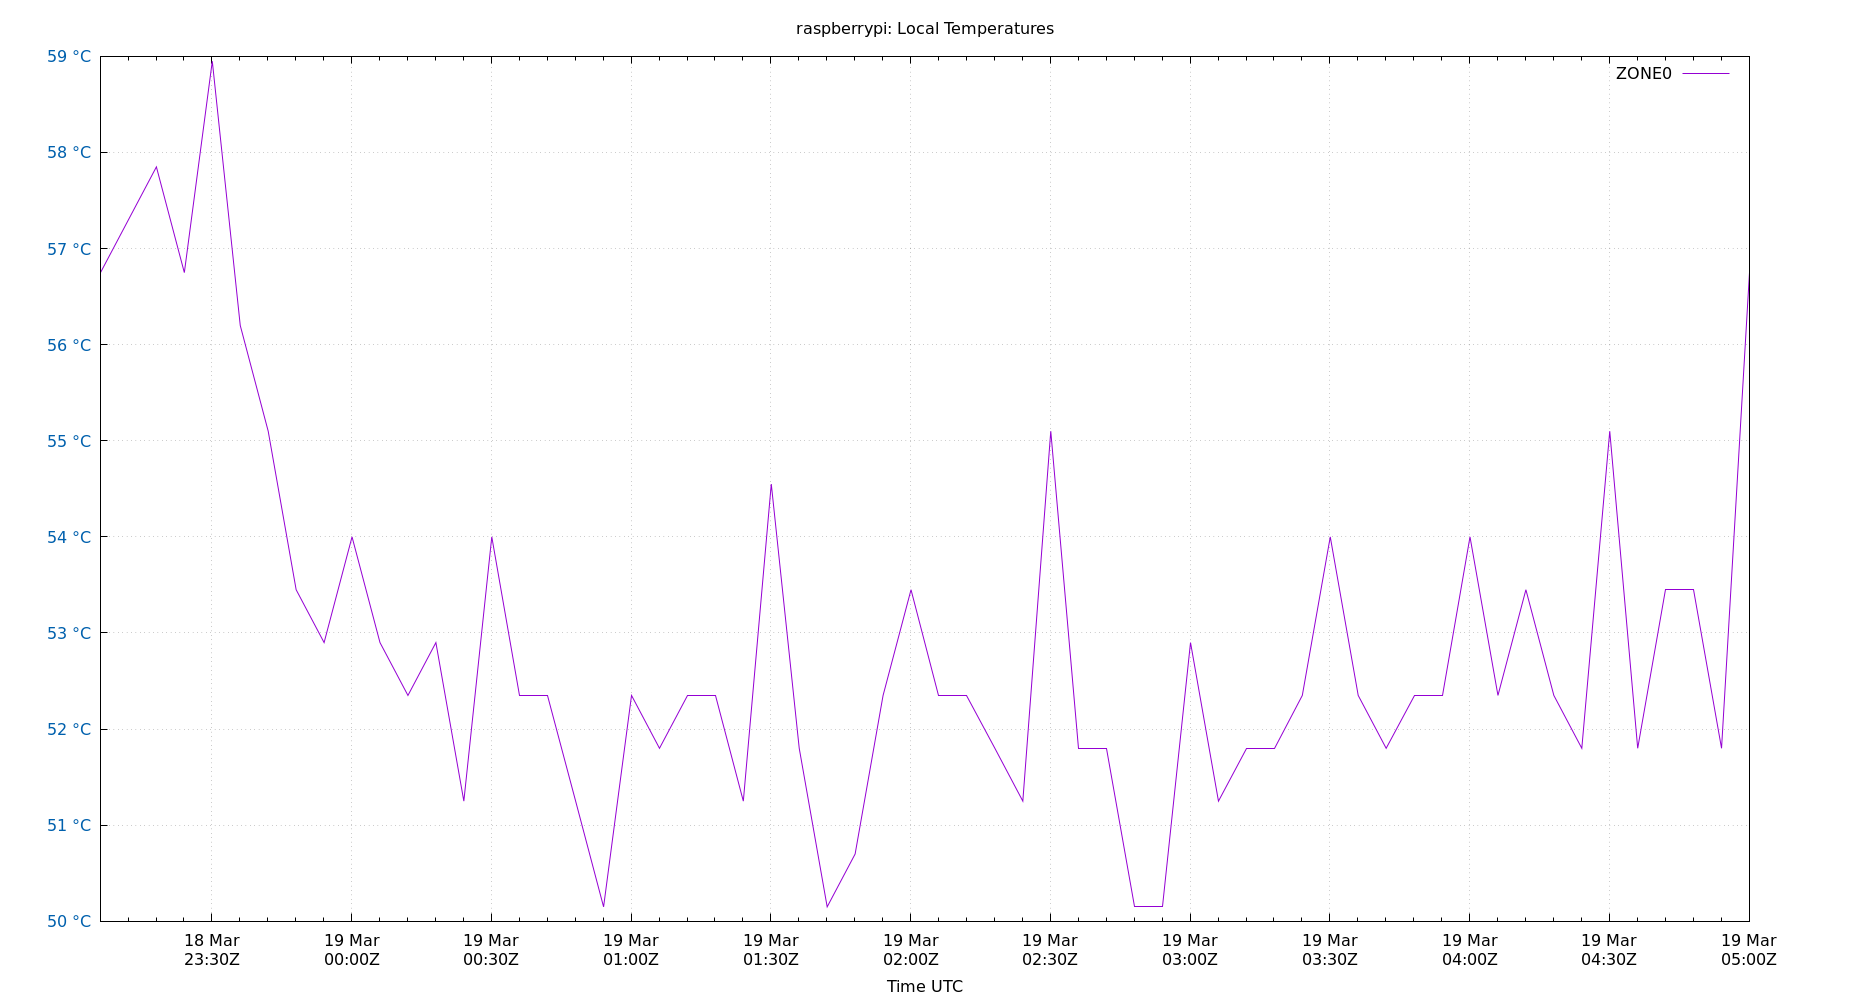 raspberrypi: Local Temperatures
ZONE0
59 °C
58 °C
57 °C
56 °C
55 °C
54 °C
53 °C
52 °C
51 °C
50 °C
18 Mar 19 Mar 19 Mar 19 Mar 19 Mar 19 Mar 19 Mar 19 Mar 19 Mar 19 Mar 19 Mar 19 Mar
23:30Z 00:00Z 00:30Z 01:00Z 01:30Z 02:00Z 02:30Z 03:00Z 03:30Z 04:00Z 04:30Z 05:00Z
Time UTC